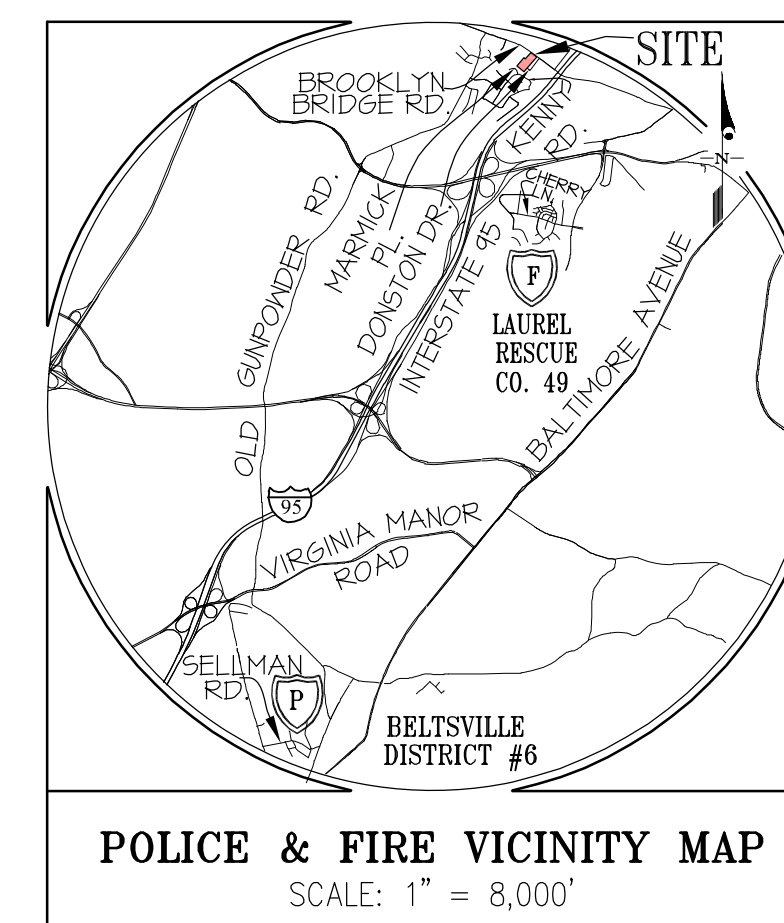 SITE
BROOKLYN
BRIDGE RD.
KENNY
RD.
N
CHERRY
LN.
OLD GUNPOWDER RD.
MARMICK
PL.
DONSTON DR.
INTERSTATE 95
F
LAUREL
RESCUE
CO. 49
BALTIMORE AVENUE
95
VIRGINIA MANOR
ROAD
SELLMAN
RD.
P
BELTSVILLE
DISTRICT #6
POLICE & FIRE VICINITY MAP
SCALE: 1" = 8,000'